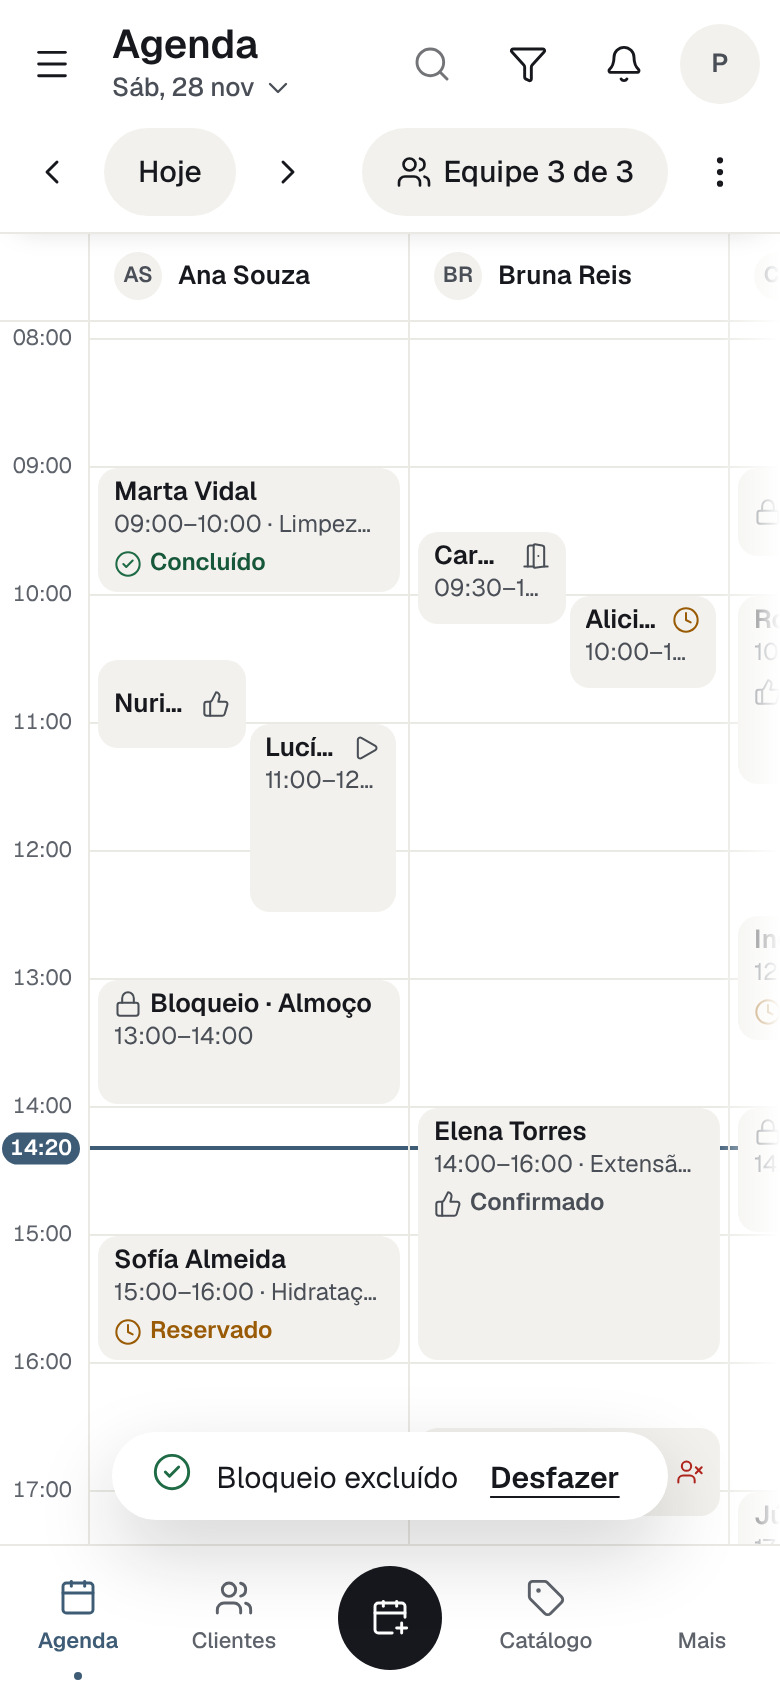 Agenda
Sáb, 28 nov
P
Hoje
Equipe 3 de 3
AS Ana Souza
BR Bruna Reis
08:00
09:00
Marta Vidal
09:00–10:00 · Limpez...
Concluído
Car...
09:30–1...
10:00
Alici...
10:00–1...
Nuri...
11:00
Lucí...
11:00–12...
12:00
In
12
13:00
Bloqueio · Almoço
13:00–14:00
14:00
14:20
Elena Torres
14:00–16:00 · Extensã...
Confirmado
14
15:00
Sofía Almeida
15:00–16:00 · Hidrataç...
Reservado
16:00
Bloqueio excluído Desfazer
17:00
Agenda
Clientes
Catálogo
Mais